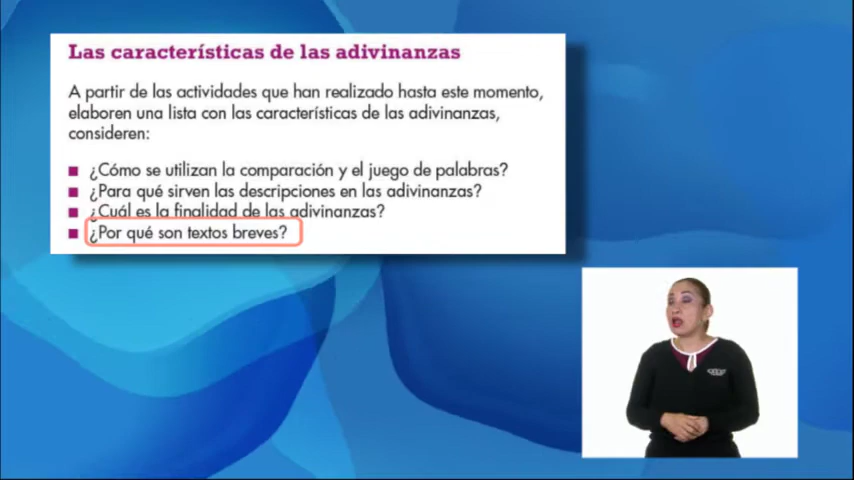 Las características de las adivinanzas
A partir de las actividades que han realizado hasta este momento,
elaboren una lista con las características de las adivinanzas,
consideren:
¿Cómo se utilizan la comparación y el juego de palabras?
¿Para qué sirven las descripciones en las adivinanzas?
¿Cuál es la finalidad de las adivinanzas?
¿Por qué son textos breves?